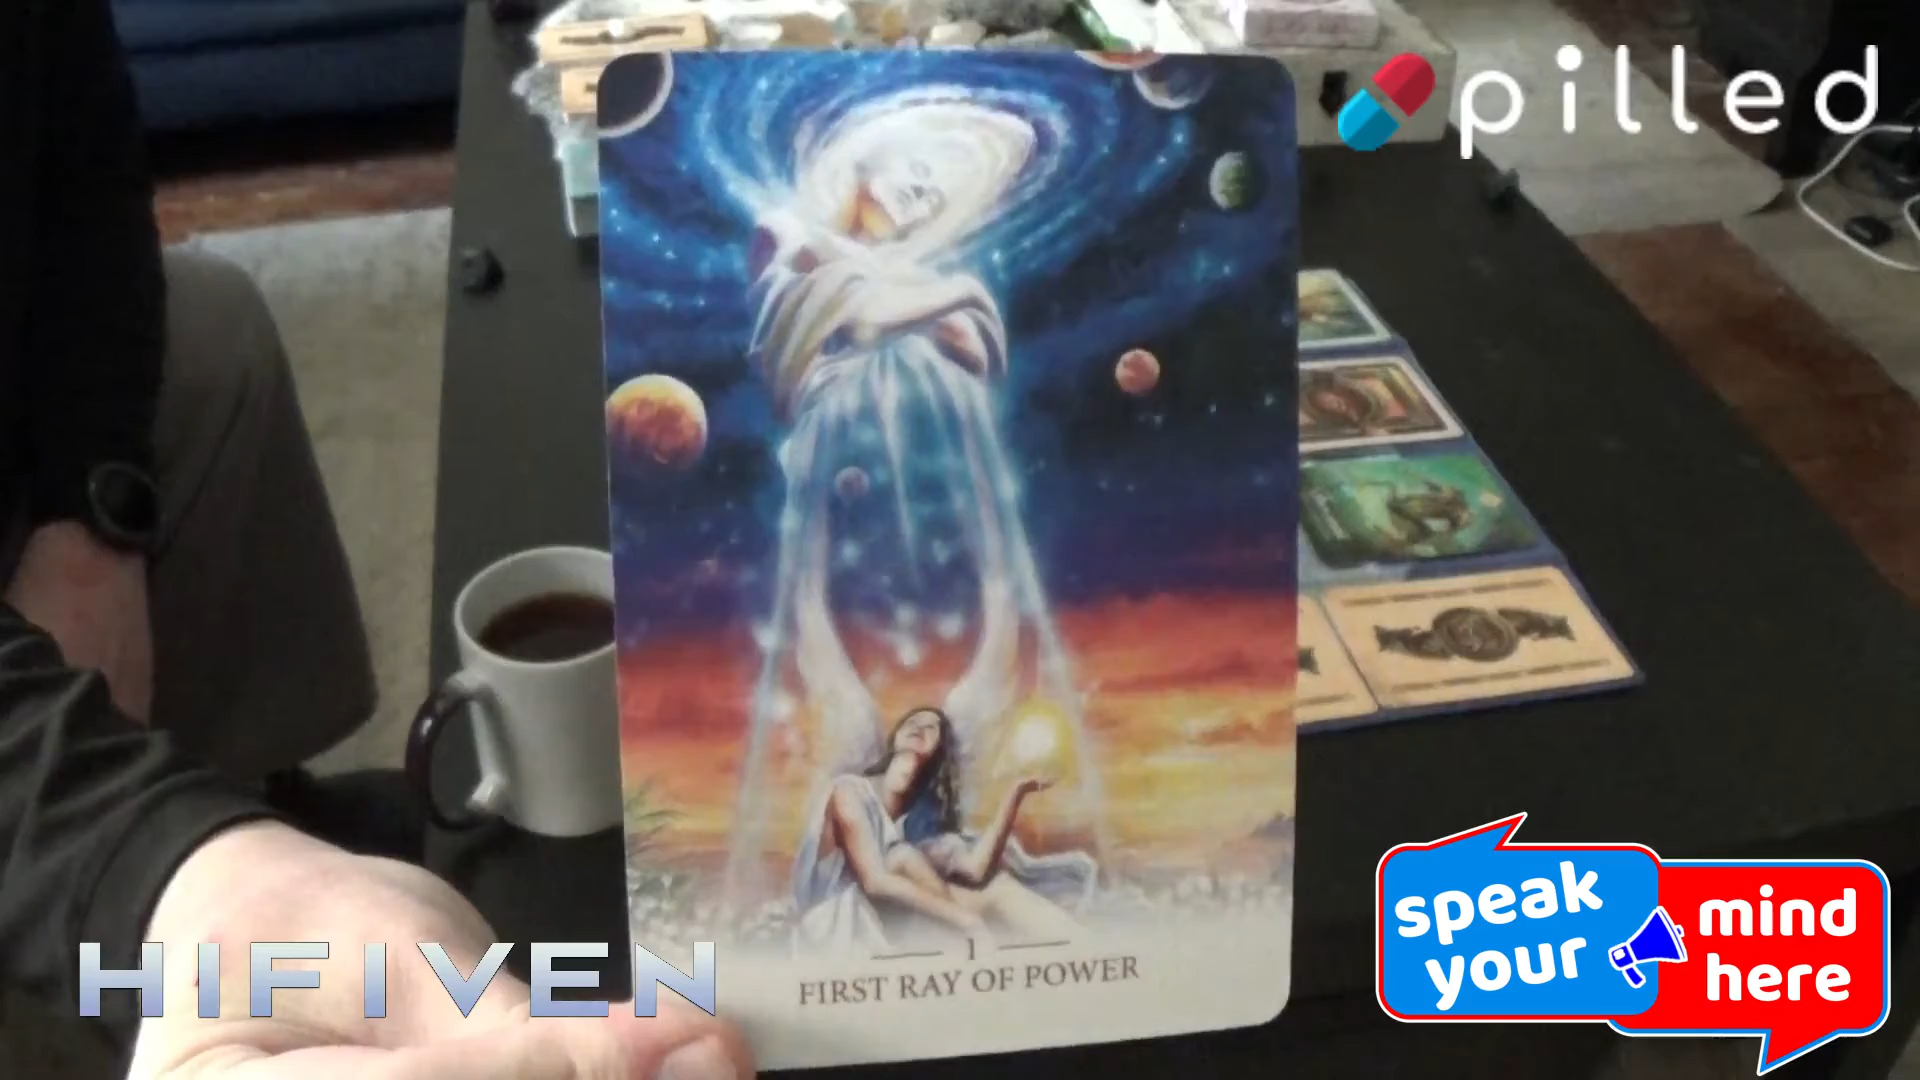 pilled
1
FIRST RAY OF POWER
HIFIVEN
speak
your
mind
here